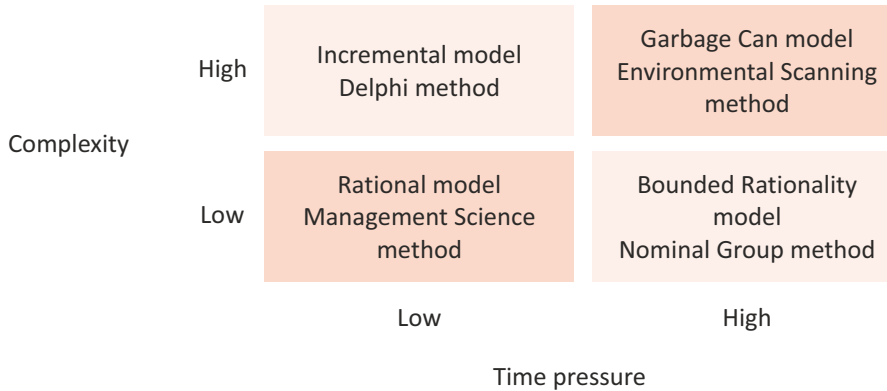 High
Incremental model
Delphi method
Garbage Can model
Environmental Scanning
method
Complexity
Low
Rational model
Management Science
method
Bounded Rationality
model
Nominal Group method
Low
High
Time pressure